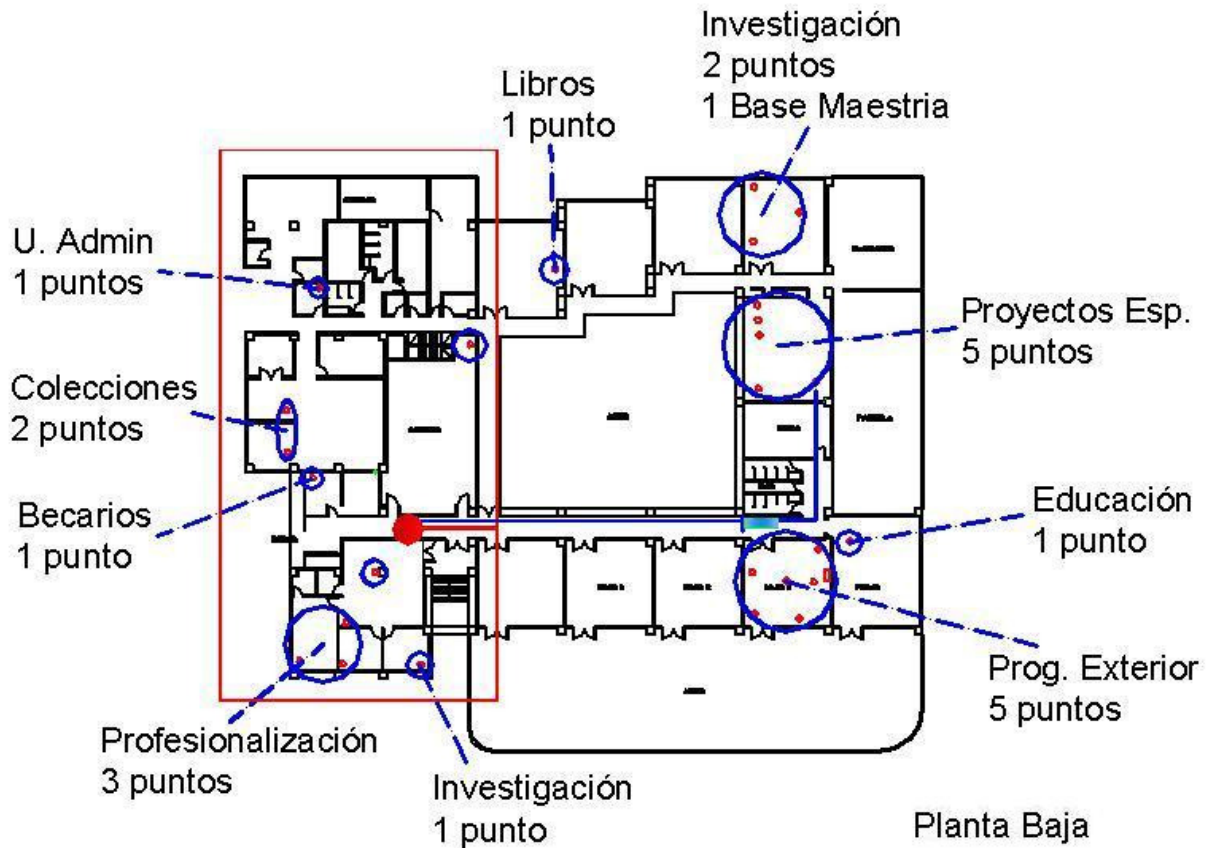 Investigación
2 puntos
1 Base Maestria
Libros
1 punto
U. Admin
1 puntos
Proyectos Esp.
5 puntos
Colecciones
2 puntos
Becarios
1 punto
Educación
1 punto
Prog. Exterior
5 puntos
Profesionalización
3 puntos
Investigación
1 punto
Planta Baja